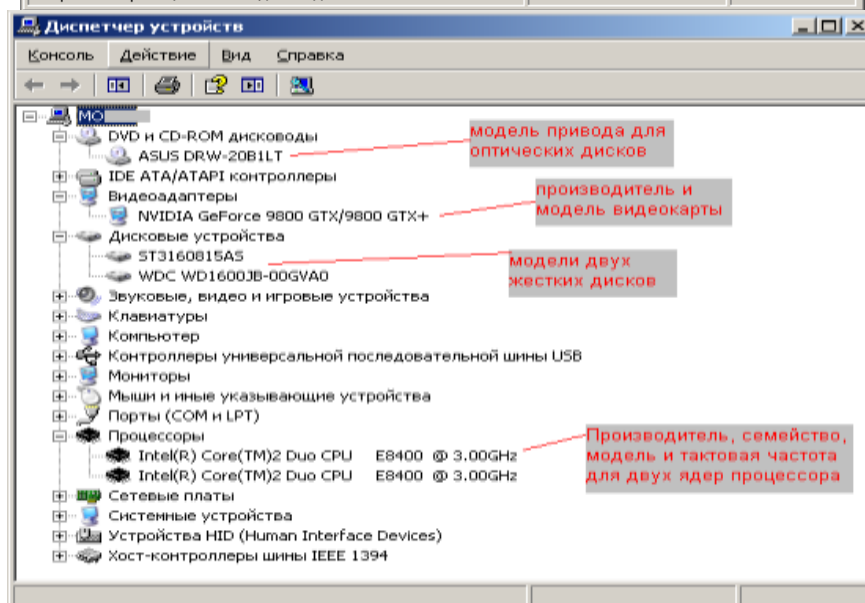 Диспетчер устройств
Консоль Действие Вид Справка
МО
DVD и CD-ROM дисководы
ASUS DRW-20B1LT
модель привода для
оптических дисков
IDE ATA/ATAPI контроллеры
Видеоадаптеры
NVIDIA GeForce 9800 GTX/9800 GTX+
производитель и
модель видеокарты
Дисковые устройства
ST3160815AS
WDC WD1600JB-00GVA0
модели двух
жестких дисков
Звуковые, видео и игровые устройства
Клавиатуры
Компьютер
Контроллеры универсальной последовательной шины USB
Мониторы
Мыши и иные указывающие устройства
Порты (COM и LPT)
Процессоры
Intel(R) Core(TM)2 Duo CPU E8400 @ 3.00GHz
Intel(R) Core(TM)2 Duo CPU E8400 @ 3.00GHz
Производитель, семейство,
модель и тактовая частота
для двух ядер процессора
Сетевые платы
Системные устройства
Устройства HID (Human Interface Devices)
Хост-контроллеры шины IEEE 1394